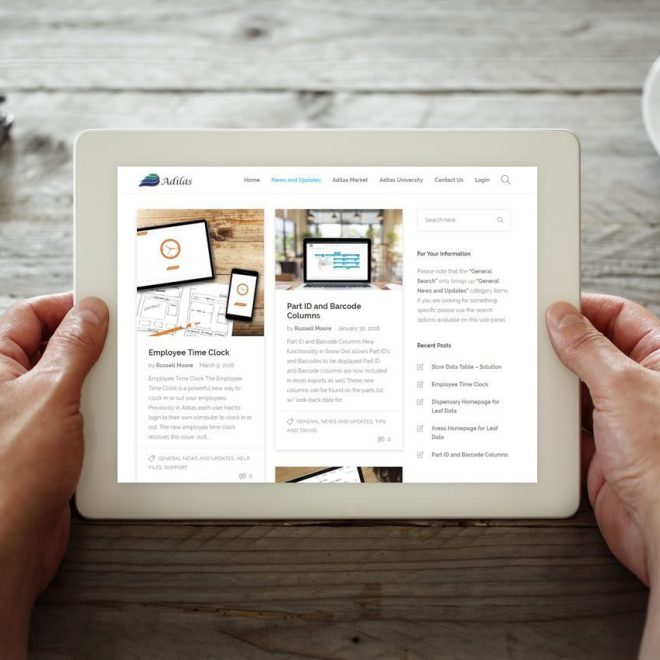 Adilas
Home News and Updates Adilas Market Adilas University Contact Us Login
Employee Time Clock
by Russell Moore March 9, 2018
Employee Time Clock The Employee
Time Clock is a powerful new way to
clock in or out your employees.
Previously in Adilas each user had to
login to their own computer to clock in or
out. The new employee time clock
resolves this issue. Just
GENERAL NEWS AND UPDATES, HELP
FILES, SUPPORT
0
Part ID and Barcode
Columns
by Russell Moore January 30, 2018
Part ID and Barcode Columns New
functionality in Snow Owl allows Part ID's
and Barcodes to be displayed Part ID
and Barcode columns are now included
in excel exports as well These new
columns can be found on the parts list
w/ look-back date for
GENERAL NEWS AND UPDATES, TIPS
AND TRICKS
0
Search here...
For Your Information
Please note that the "General
Search" only brings up "General
News and Updates" category items.
If you are looking for something
specific please use the search
options available on this side panel.
Recent Posts
Slow Data Table – Solution
Employee Time Clock
Dispensary Homepage for
Leaf Data
Areas Homepage for Leaf
Data
Part ID and Barcode Columns